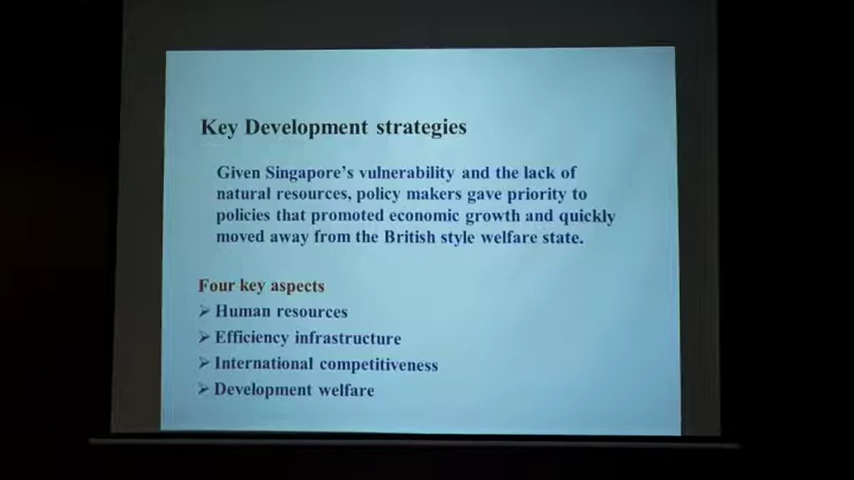 Key Development strategies
Given Singapore's vulnerability and the lack of
natural resources, policy makers gave priority to
policies that promoted economic growth and quickly
moved away from the British style welfare state.
Four key aspects
➢ Human resources
➢ Efficiency infrastructure
➢ International competitiveness
➢ Development welfare